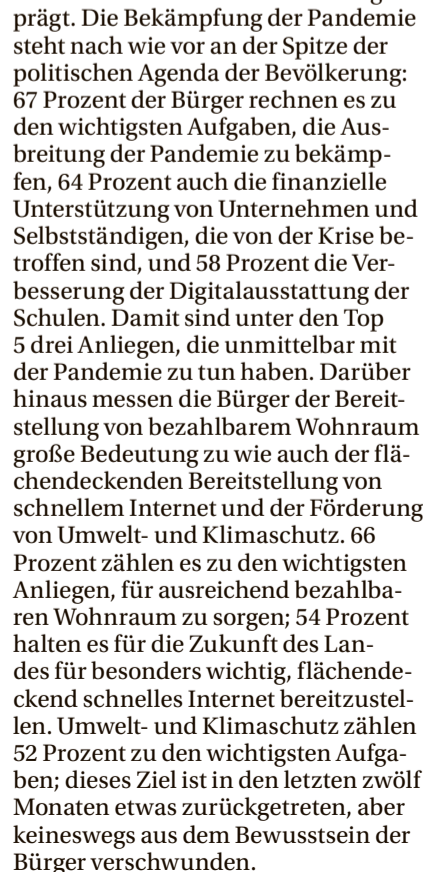 prägt. Die Bekämpfung der Pandemie
steht nach wie vor an der Spitze der
politischen Agenda der Bevölkerung:
67 Prozent der Bürger rechnen es zu
den wichtigsten Aufgaben, die Aus-
breitung der Pandemie zu bekämp-
fen, 64 Prozent auch die finanzielle
Unterstützung von Unternehmen und
Selbstständigen, die von der Krise be-
troffen sind, und 58 Prozent die Ver-
besserung der Digitalausstattung der
Schulen. Damit sind unter den Top
5 drei Anliegen, die unmittelbar mit
der Pandemie zu tun haben. Darüber
hinaus messen die Bürger der Bereit-
stellung von bezahlbarem Wohnraum
große Bedeutung zu wie auch der flä-
chendeckenden Bereitstellung von
schnellem Internet und der Förderung
von Umwelt- und Klimaschutz. 66
Prozent zählen es zu den wichtigsten
Anliegen, für ausreichend bezahlba-
ren Wohnraum zu sorgen; 54 Prozent
halten es für die Zukunft des Lan-
des für besonders wichtig, flächende-
ckend schnelles Internet bereitzustel-
len. Umwelt- und Klimaschutz zählen
52 Prozent zu den wichtigsten Aufga-
ben; dieses Ziel ist in den letzten zwölf
Monaten etwas zurückgetreten, aber
keineswegs aus dem Bewusstsein der
Bürger verschwunden.